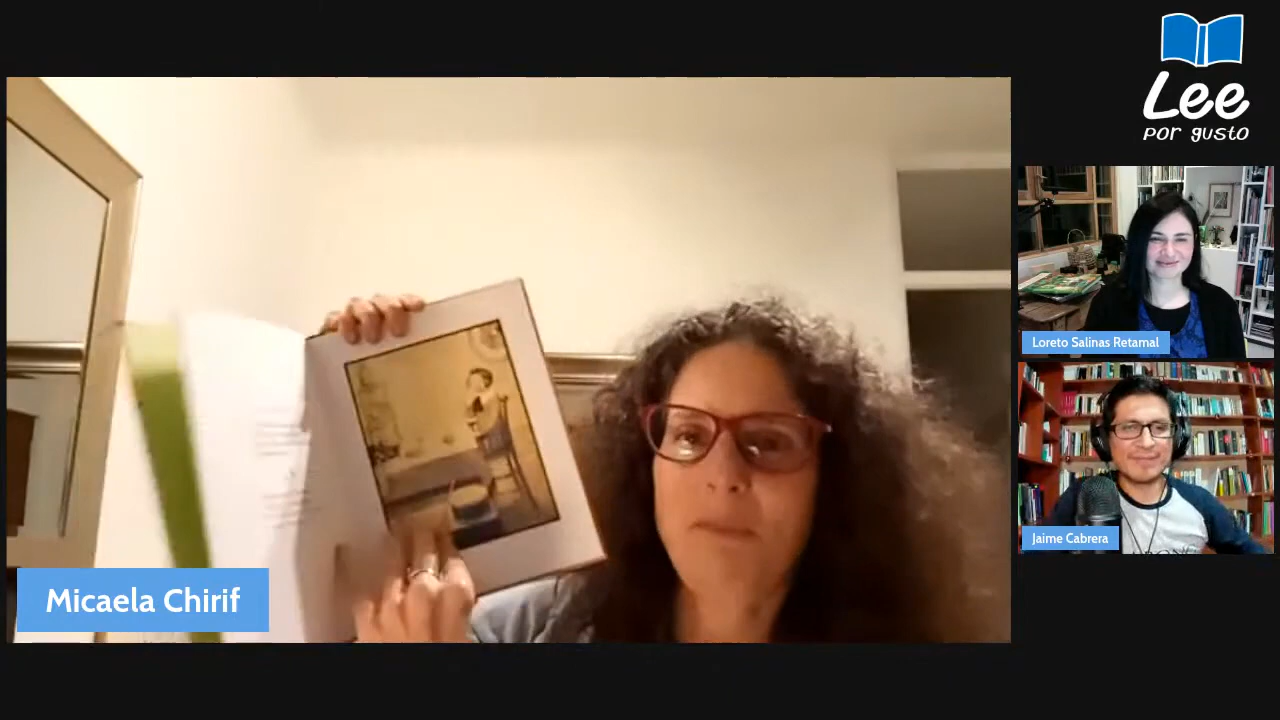 Lee
por gusto
Loreto Salinas Retamal
Jaime Cabrera
Micaela Chirif